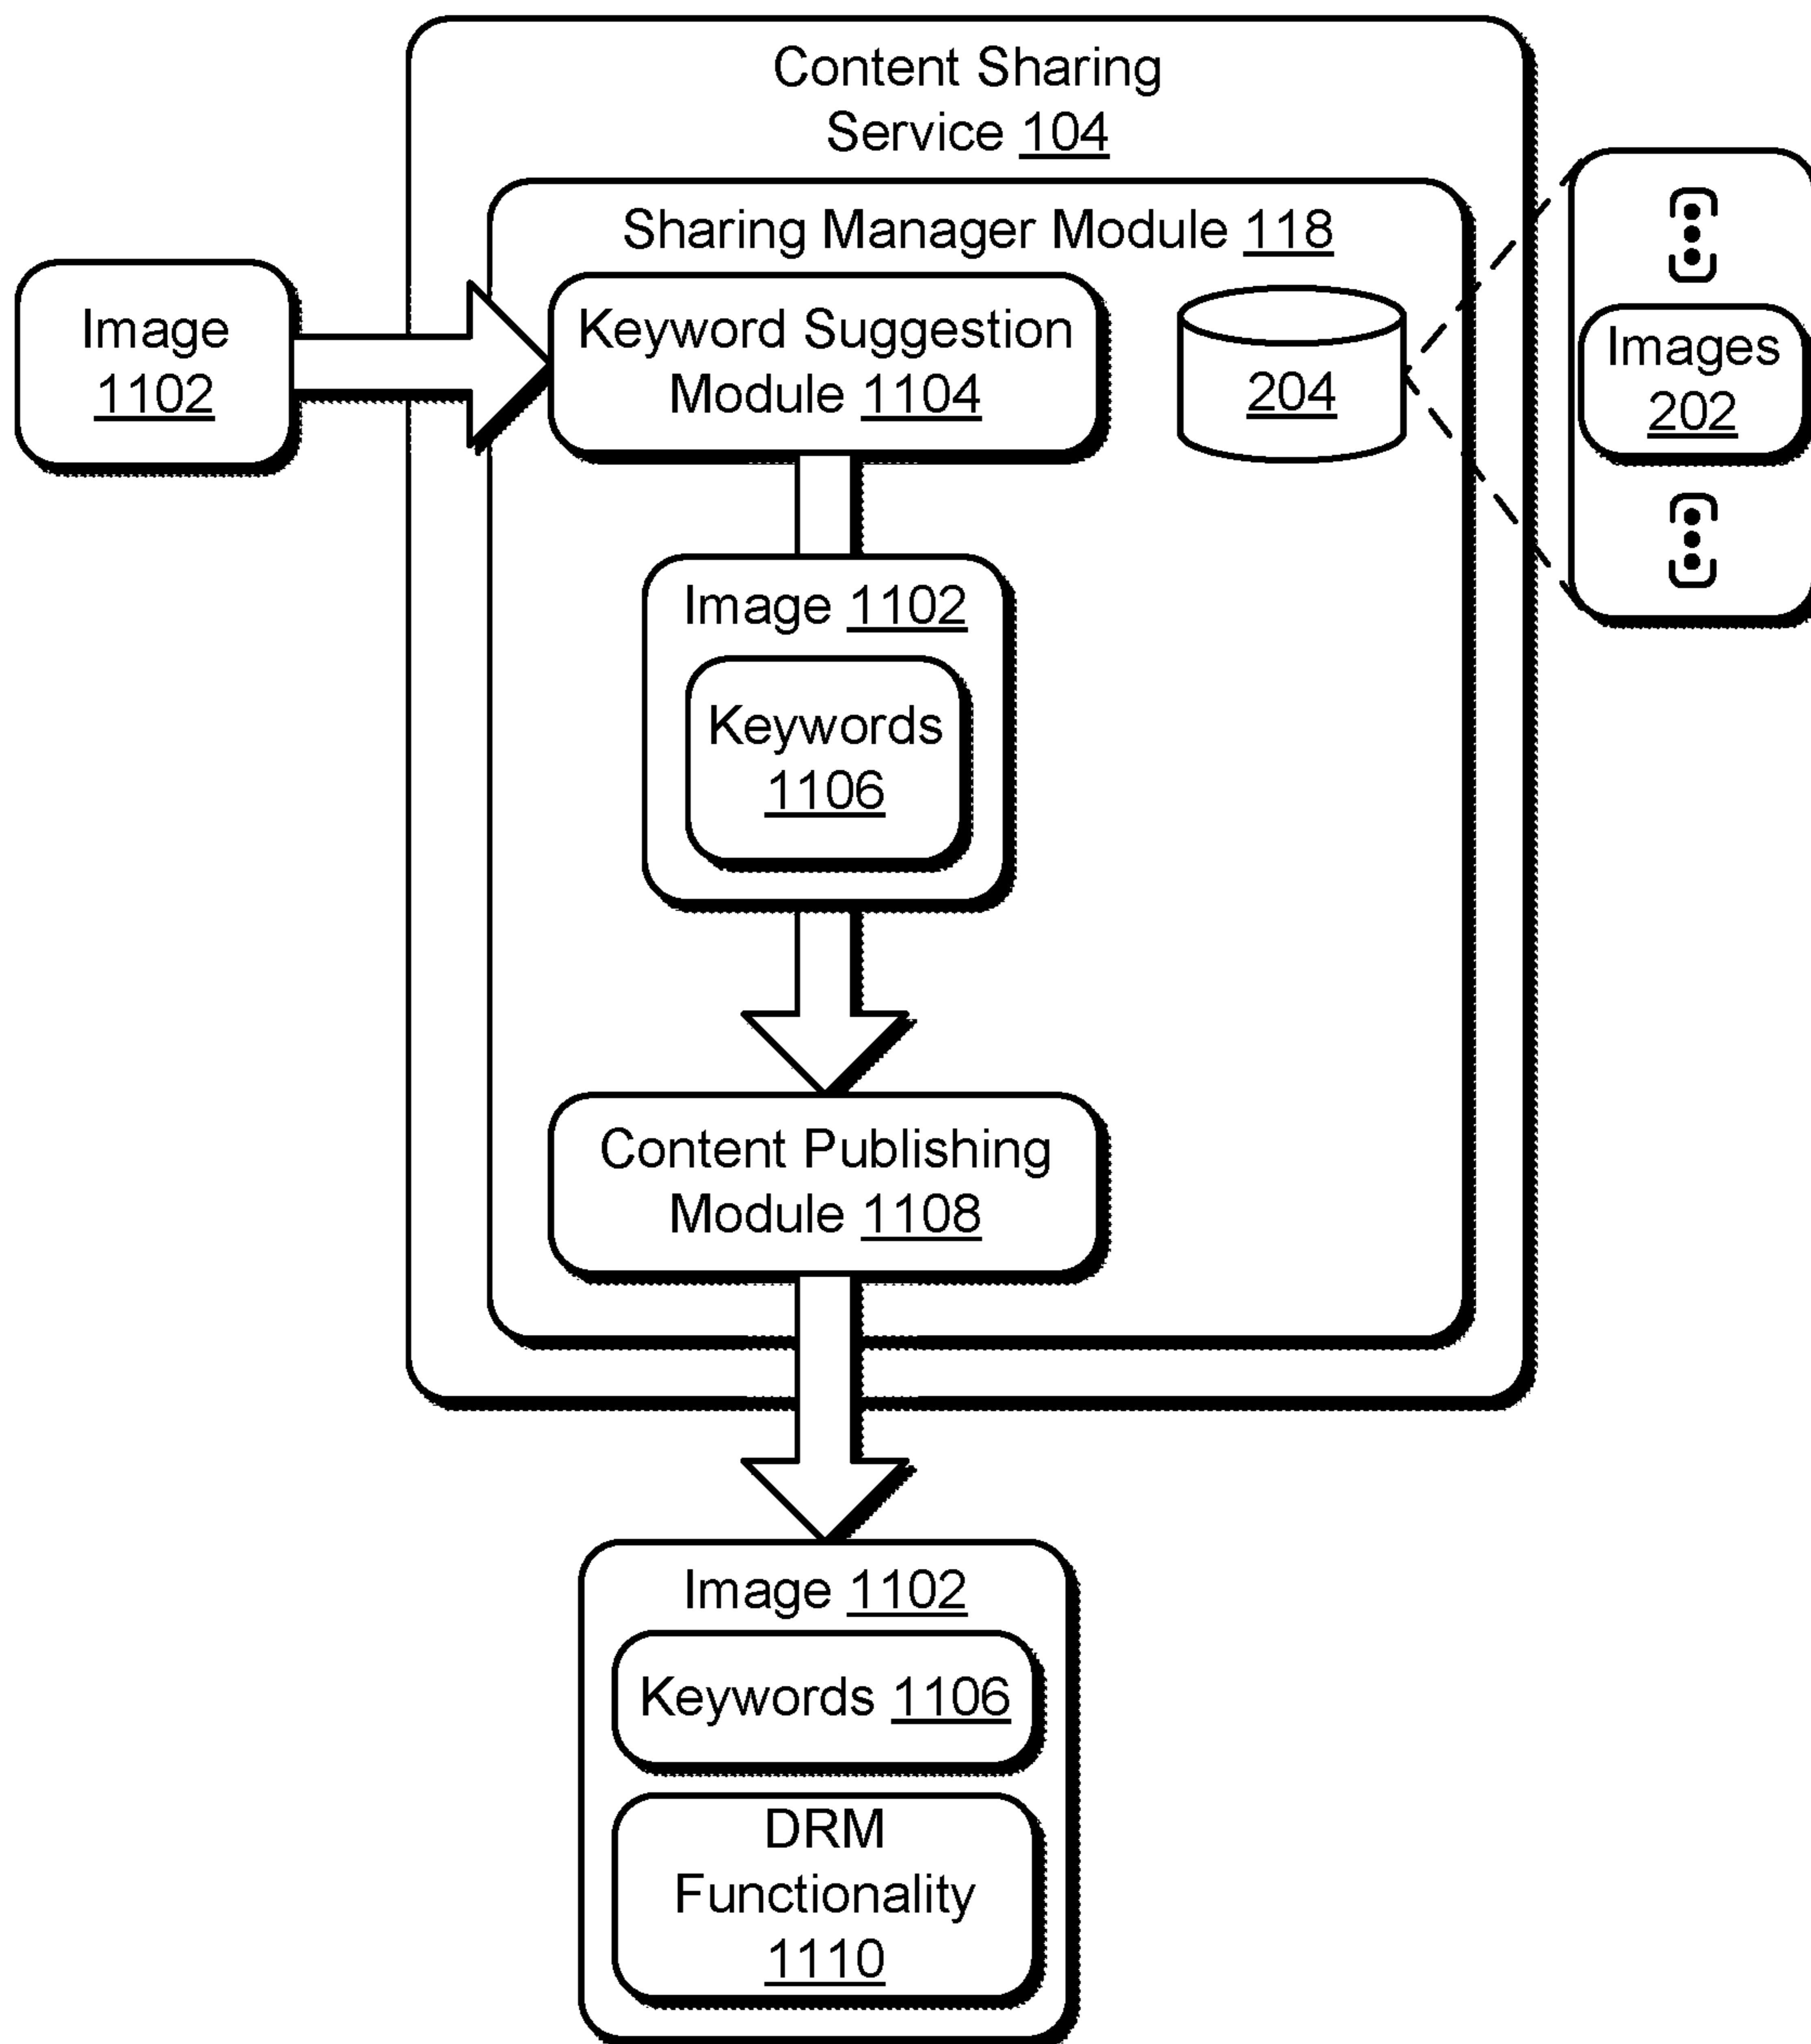 Content Sharing
Service 104
Sharing Manager Module 118
Image
1102
Keyword Suggestion
Module 1104
204
Images
202
Image 1102
Keywords
1106
Content Publishing
Module 1108
Image 1102
Keywords 1106
DRM
Functionality
1110